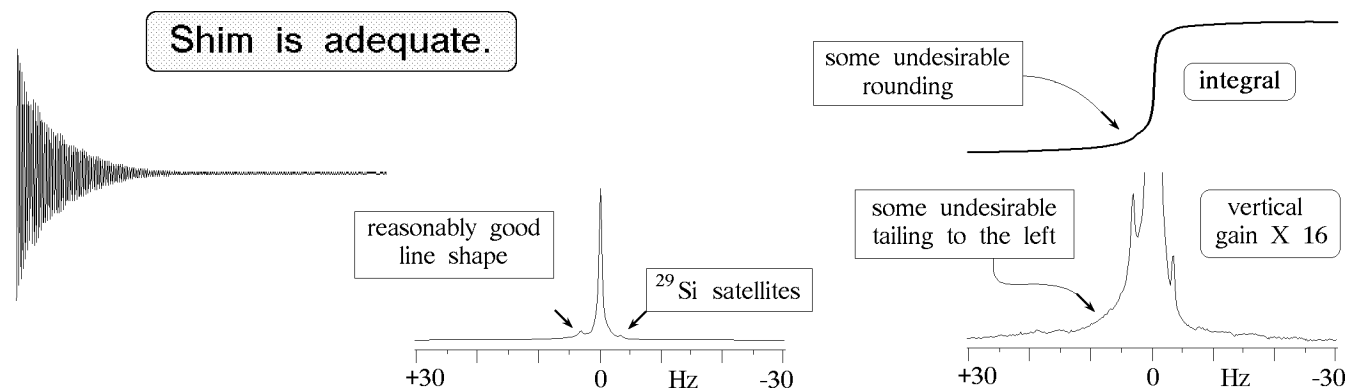 Shim is adequate.
some undesirable
rounding
integral
reasonably good
line shape
29Si satellites
some undesirable
tailing to the left
vertical
gain X 16
+30 0 Hz -30
+30 0 Hz -30